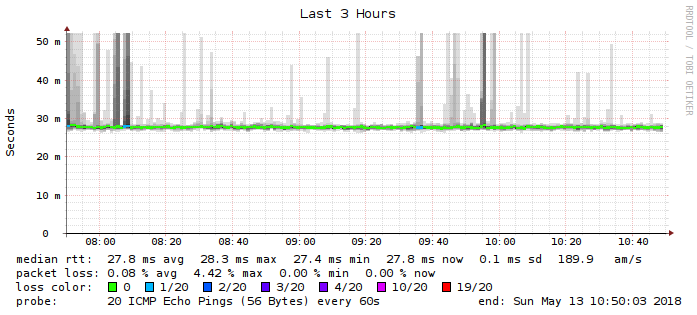 Last 3 Hours
RRDTOOL / TOBI OETIKER
Seconds
50 m
40 m
30 m
20 m
10 m
0
08:00 08:20 08:40 09:00 09:20 09:40 10:00 10:20 10:40
median rtt: 27.8 ms avg 28.3 ms max 27.4 ms min 27.8 ms now 0.1 ms sd 189.9 am/s
packet loss: 0.08 % avg 4.42 % max 0.00 % min 0.00 % now
loss color: 0 1/20 2/20 3/20 4/20 10/20 19/20
probe: 20 ICMP Echo Pings (56 Bytes) every 60s end: Sun May 13 10:50:03 2018